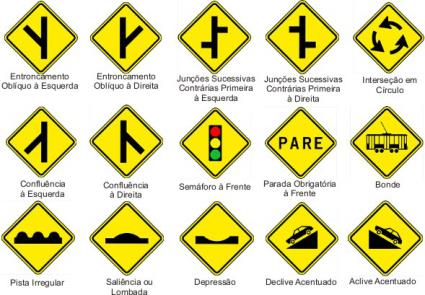 Entroncamento
Oblíquo à Esquerda
Entroncamento
Oblíquo à Direita
Junções Sucessivas
Contrárias Primeira
à Esquerda
Junções Sucessivas
Contrárias Primeira
à Direita
Interseção em
Círculo
PARE
Confluência
à Esquerda
Confluência
à Direita
Semáforo à Frente
Parada Obrigatória
à Frente
Bonde
Pista Irregular
Saliência ou
Lombada
Depressão
Declive Acentuado
Aclive Acentuado